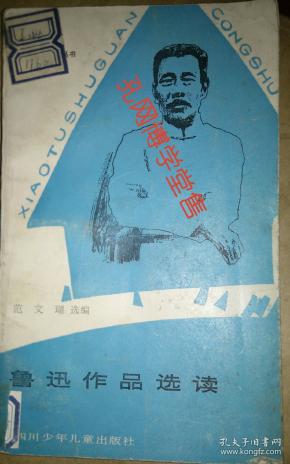 书
XIAOTUSHUGUAN
CONGSHU
孔网博学堂售
范文瑚 选编
鲁迅作品选读
四川少年儿童出版社
孔夫子旧书网